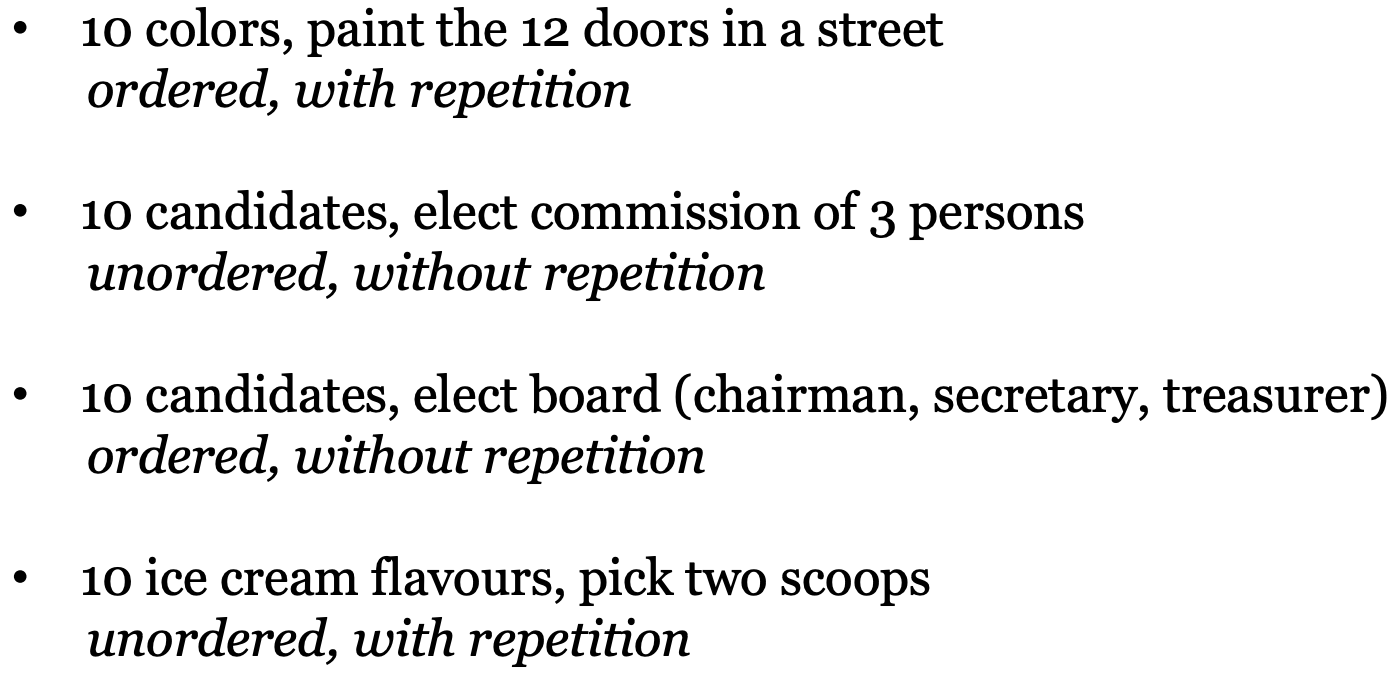 • 10 colors, paint the 12 doors in a street
ordered, with repetition
• 10 candidates, elect commission of 3 persons
unordered, without repetition
• 10 candidates, elect board (chairman, secretary, treasurer)
ordered, without repetition
• 10 ice cream flavours, pick two scoops
unordered, with repetition